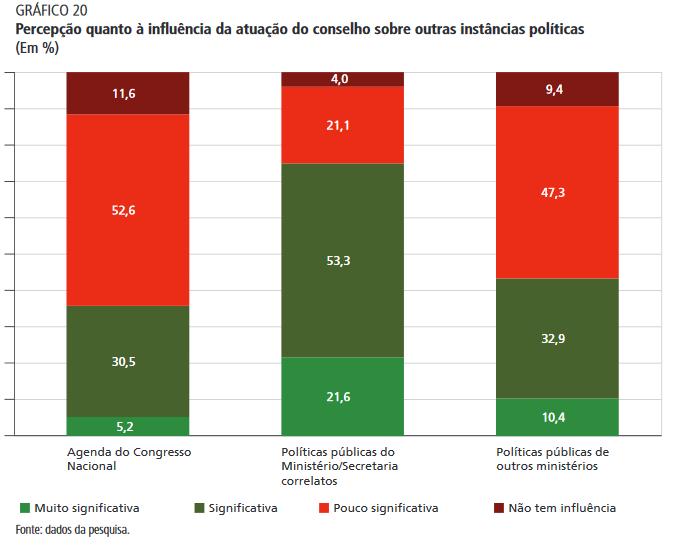 GRÁFICO 20
Percepção quanto à influência da atuação do conselho sobre outras instâncias políticas
(Em %)
11,6
4,0
9,4
52,6
21,1
47,3
30,5
53,3
32,9
5,2
21,6
10,4
Agenda do Congresso
Nacional
Políticas públicas do
Ministério/Secretaria
correlatos
Políticas públicas de
outros ministérios
Muito significativa
Significativa
Pouco significativa
Não tem influência
Fonte: dados da pesquisa.